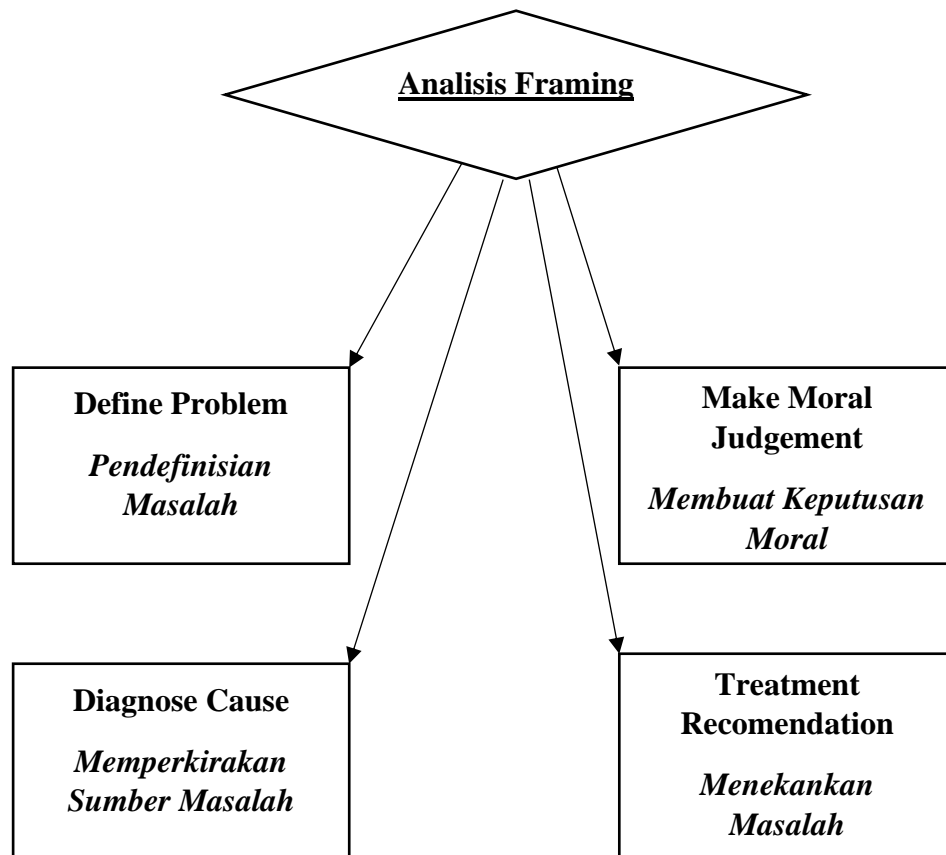 Analisis Framing
Define Problem
Pendefinisian
Masalah
Make Moral
Judgement
Membuat Keputusan
Moral
Diagnose Cause
Memperkirakan
Sumber Masalah
Treatment
Recomendation
Menekankan
Masalah